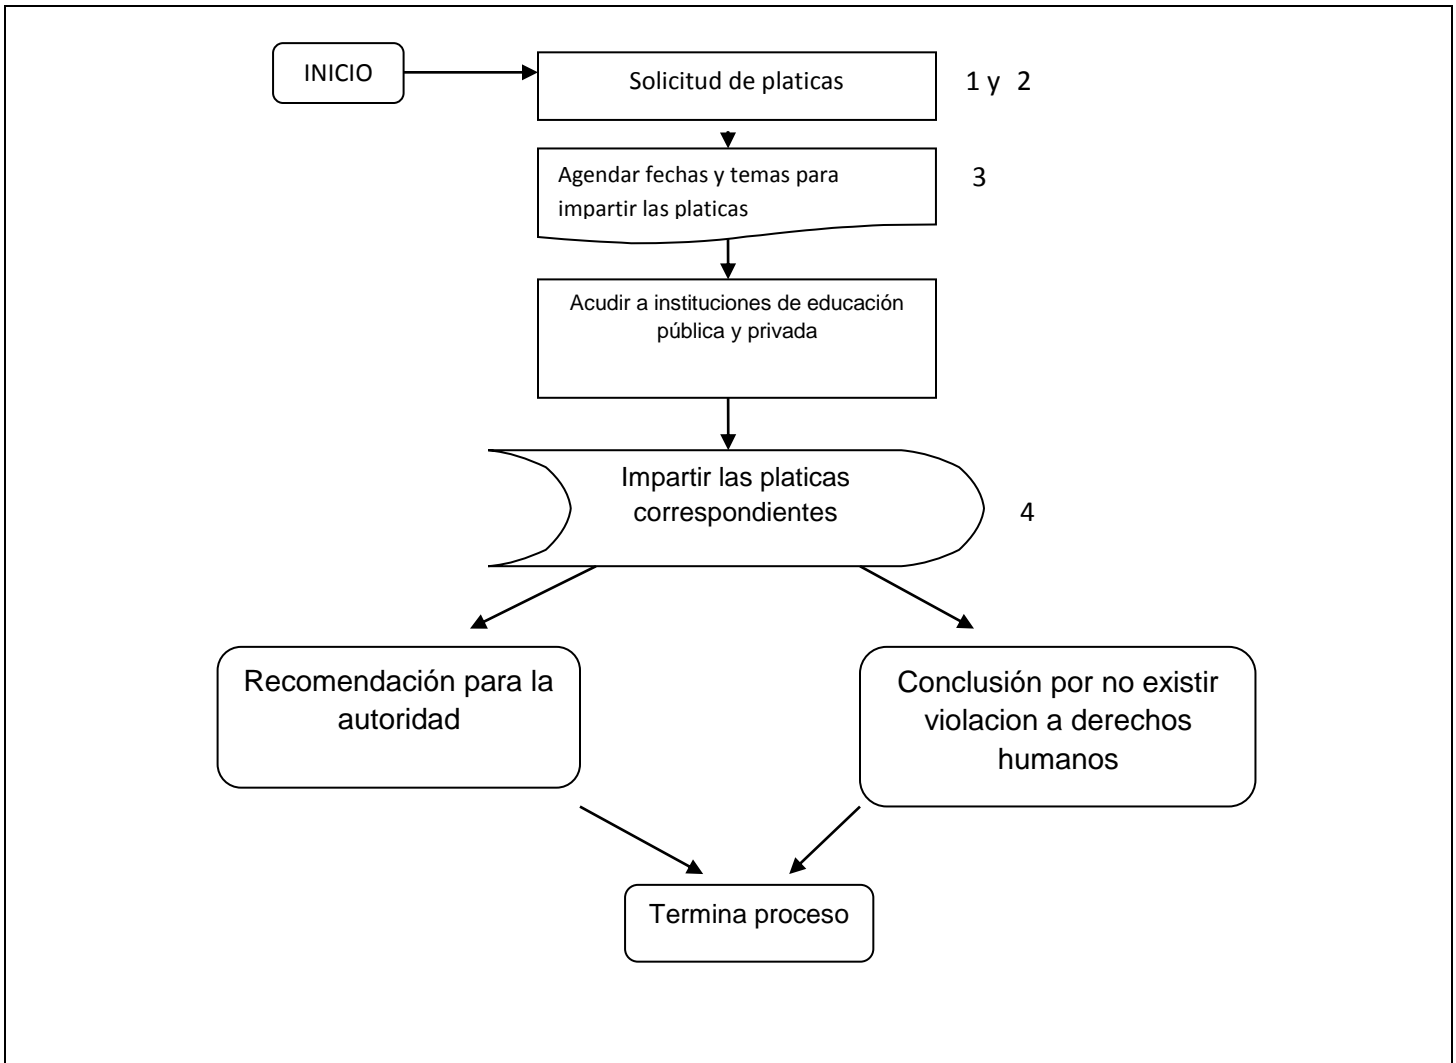 INICIO
Solicitud de platicas
1 y 2
Agendar fechas y temas para
impartir las platicas
3
Acudir a instituciones de educación
pública y privada
Impartir las platicas
correspondientes
4
Recomendación para la
autoridad
Conclusión por no existir
violacion a derechos
humanos
Termina proceso